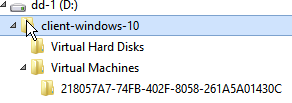 dd-1 (D:)
client-windows-10
Virtual Hard Disks
Virtual Machines
218057A7-74FB-402F-8058-261A5A01430C